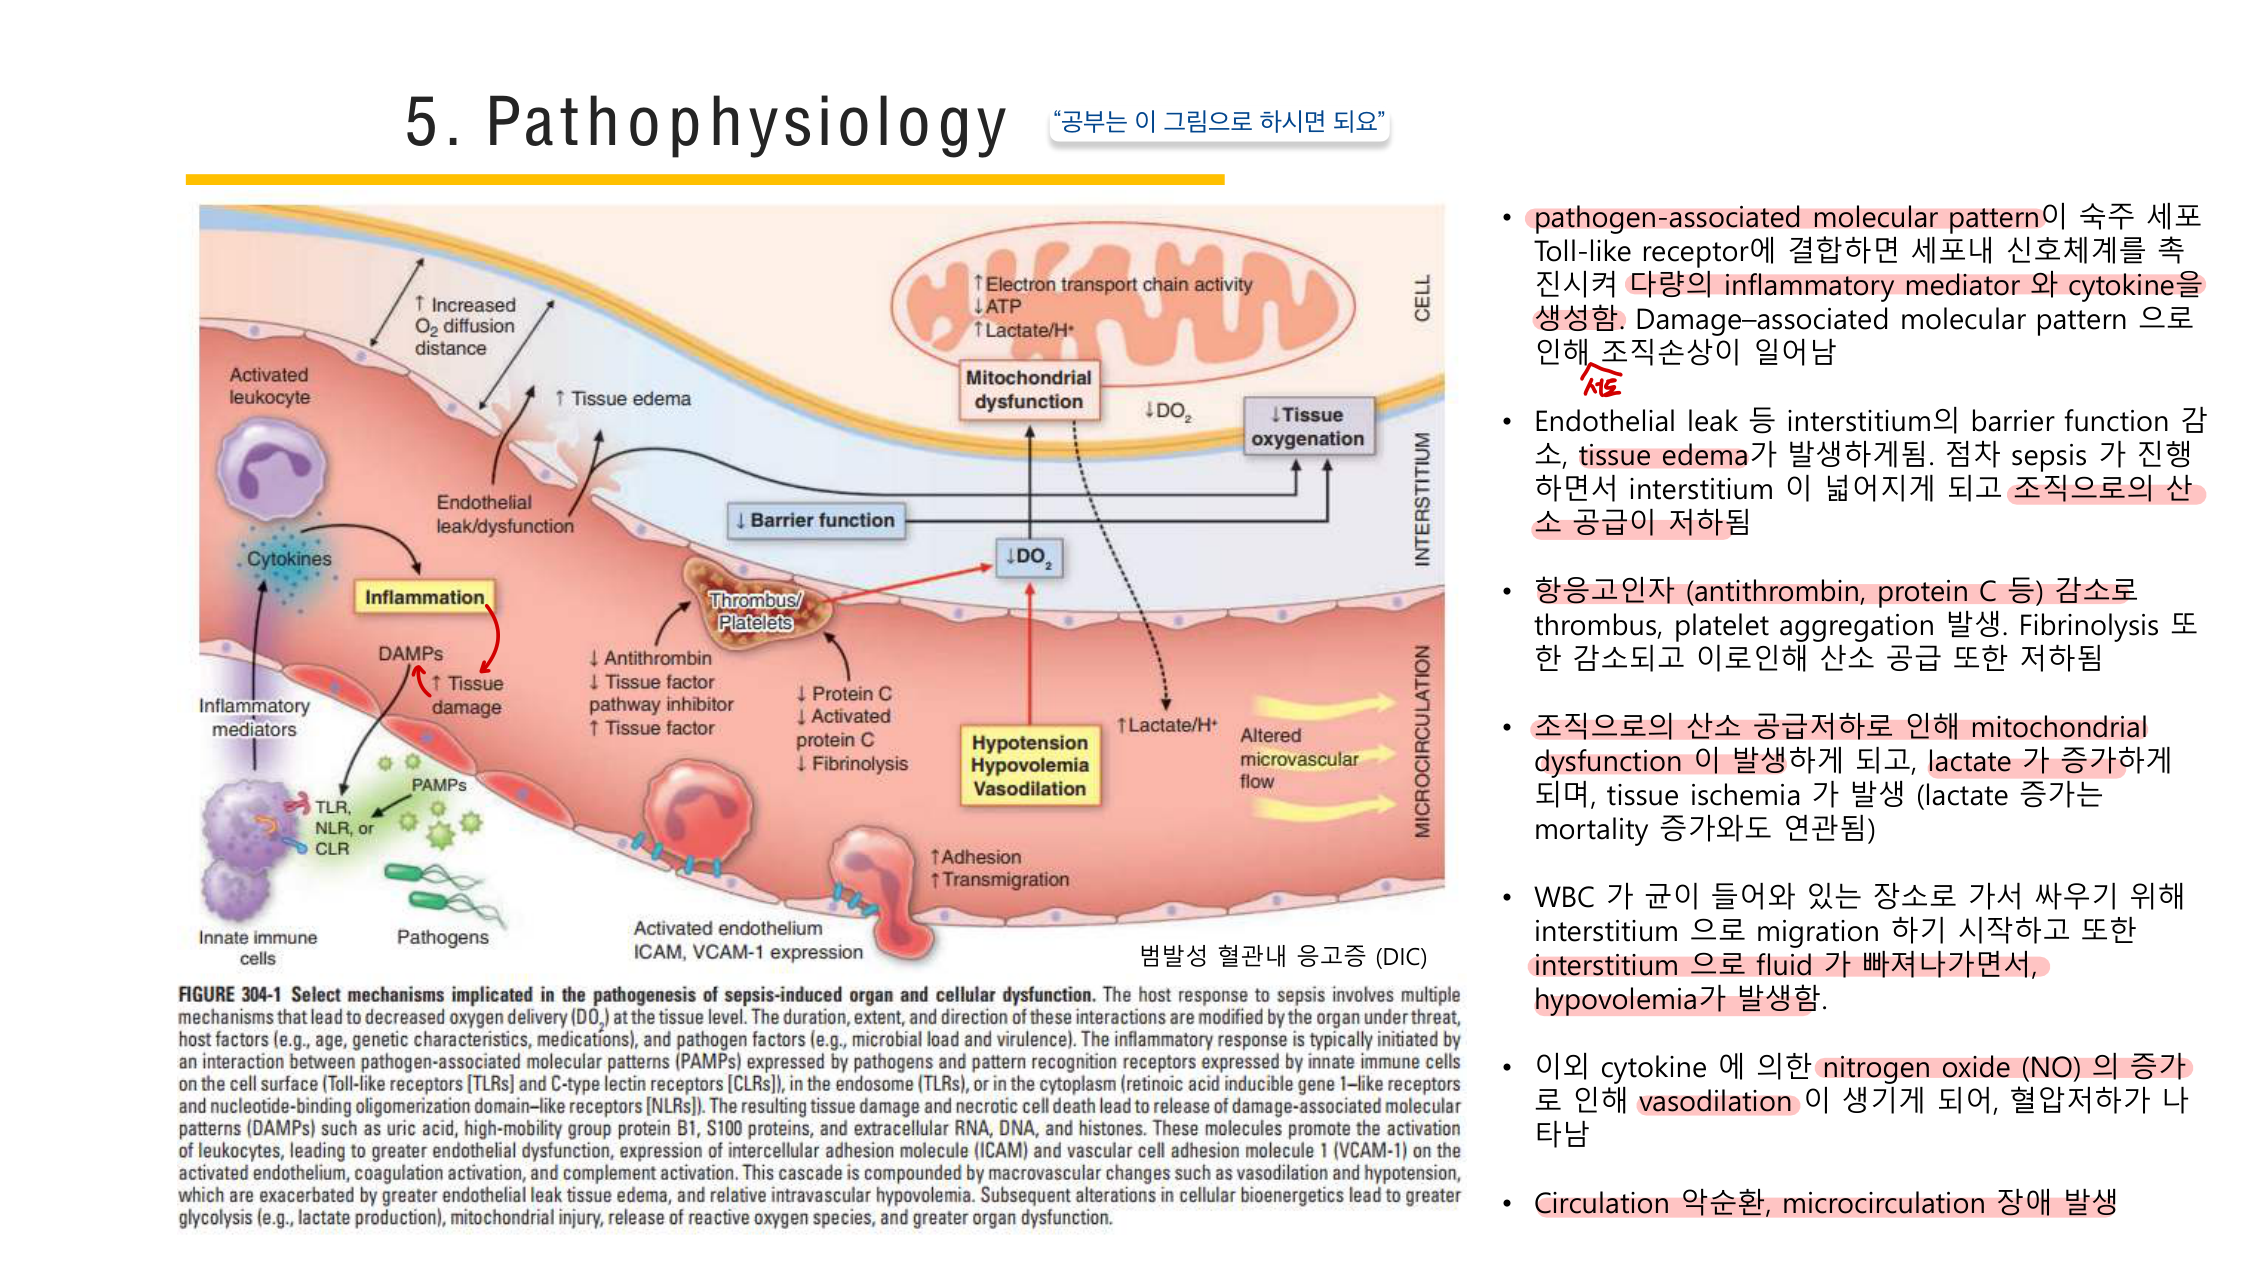 5. Pathophysiology
“공부는 이 그림으로 하시면 되요”
↑ Increased
O2 diffusion
distance
Activated
leukocyte
↑ Tissue edema
Endothelial
leak/dysfunction
Cytokines
Inflammation
DAMPs
↑ Tissue
damage
Inflammatory
mediators
PAMPs
TLR,
NLR, or
CLR
Innate immune
cells
Pathogens
↑Electron transport chain activity
↓ATP
↑Lactate/H+
Mitochondrial
dysfunction
↓DO2
↓Tissue
oxygenation
↓ Barrier function
↓DO2
Thrombus/
Platelets
↓ Antithrombin
↓ Tissue factor
pathway inhibitor
↑ Tissue factor
↓ Protein C
↓ Activated
protein C
↓ Fibrinolysis
Hypotension
Hypovolemia
Vasodilation
↑Lactate/H+
Altered
microvascular
flow
↑Adhesion
↑Transmigration
Activated endothelium
ICAM, VCAM-1 expression
CELL
INTERSTITIUM
MICROCIRCULATION
범발성 혈관내 응고증 (DIC)
FIGURE 304-1 Select mechanisms implicated in the pathogenesis of sepsis-induced organ and cellular dysfunction. The host response to sepsis involves multiple
mechanisms that lead to decreased oxygen delivery (DO2) at the tissue level. The duration, extent, and direction of these interactions are modified by the organ under threat,
host factors (e.g., age, genetic characteristics, medications), and pathogen factors (e.g., microbial load and virulence). The inflammatory response is typically initiated by
an interaction between pathogen-associated molecular patterns (PAMPs) expressed by pathogens and pattern recognition receptors expressed by innate immune cells
on the cell surface (Toll-like receptors [TLRs] and C-type lectin receptors [CLRs]), in the endosome (TLRs), or in the cytoplasm (retinoic acid inducible gene 1–like receptors
and nucleotide-binding oligomerization domain–like receptors [NLRs]). The resulting tissue damage and necrotic cell death lead to release of damage-associated molecular
patterns (DAMPs) such as uric acid, high-mobility group protein B1, S100 proteins, and extracellular RNA, DNA, and histones. These molecules promote the activation
of leukocytes, leading to greater endothelial dysfunction, expression of intercellular adhesion molecule (ICAM) and vascular cell adhesion molecule 1 (VCAM-1) on the
activated endothelium, coagulation activation, and complement activation. This cascade is compounded by macrovascular changes such as vasodilation and hypotension,
which are exacerbated by greater endothelial leak tissue edema, and relative intravascular hypovolemia. Subsequent alterations in cellular bioenergetics lead to greater
glycolysis (e.g., lactate production), mitochondrial injury, release of reactive oxygen species, and greater organ dysfunction.
• pathogen-associated molecular pattern이 숙주 세포
Toll-like receptor에 결합하면 세포내 신호체계를 촉
진시켜 다량의 inflammatory mediator 와 cytokine을
생성함. Damage–associated molecular pattern 으로
인해 조직손상이 일어남
서도
• Endothelial leak 등 interstitium의 barrier function 감
소, tissue edema가 발생하게됨. 점차 sepsis 가 진행
하면서 interstitium 이 넓어지게 되고 조직으로의 산
소 공급이 저하됨
• 항응고인자 (antithrombin, protein C 등) 감소로
thrombus, platelet aggregation 발생. Fibrinolysis 또
한 감소되고 이로인해 산소 공급 또한 저하됨
• 조직으로의 산소 공급저하로 인해 mitochondrial
dysfunction 이 발생하게 되고, lactate 가 증가하게
되며, tissue ischemia 가 발생 (lactate 증가는
mortality 증가와도 연관됨)
• WBC 가 균이 들어와 있는 장소로 가서 싸우기 위해
interstitium 으로 migration 하기 시작하고 또한
interstitium 으로 fluid 가 빠져나가면서,
hypovolemia가 발생함.
• 이외 cytokine 에 의한 nitrogen oxide (NO) 의 증가
로 인해 vasodilation 이 생기게 되어, 혈압저하가 나
타남
• Circulation 악순환, microcirculation 장애 발생